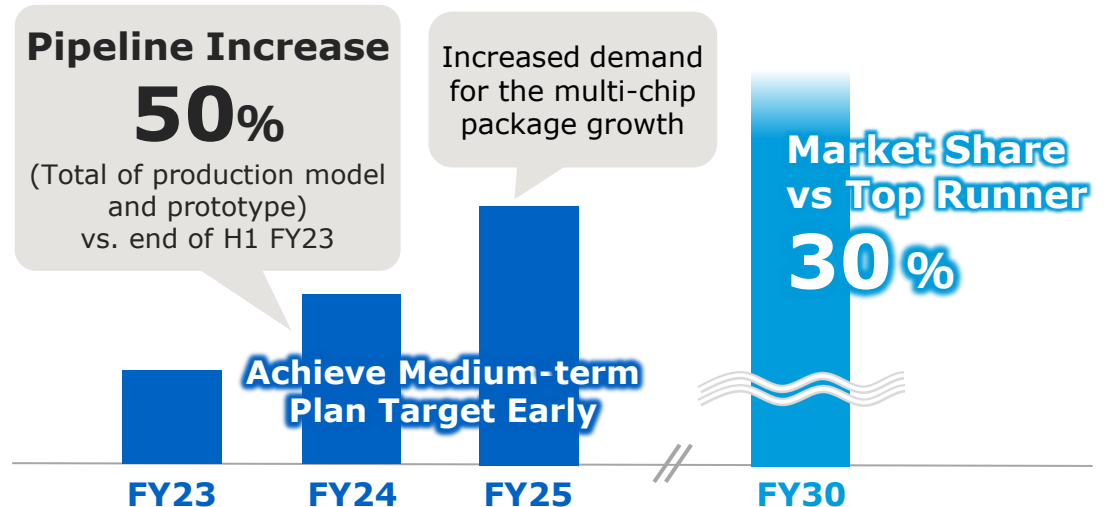 Pipeline Increase
50%
(Total of production model
and prototype)
vs. end of H1 FY23
Increased demand
for the multi-chip
package growth
Market Share
vs Top Runner
30 %
Achieve Medium-term
Plan Target Early
FY23
FY24
FY25
FY30